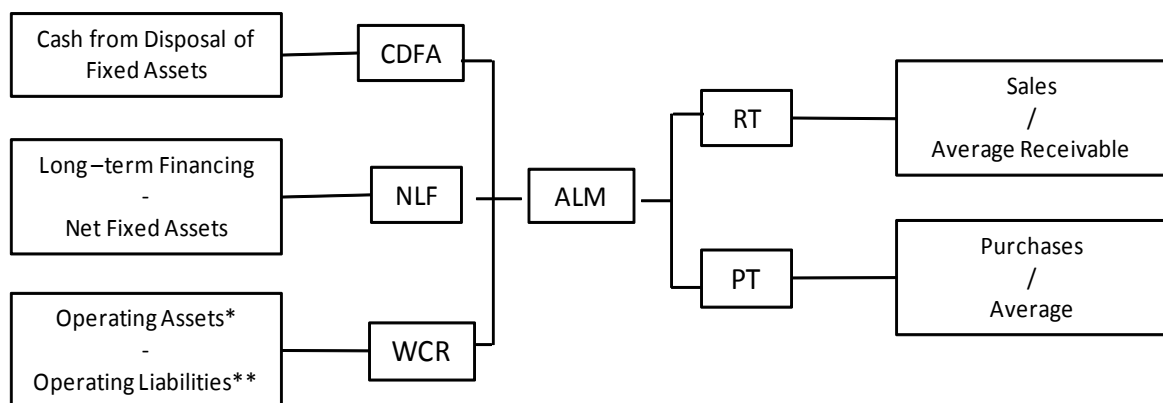 Cash from Disposal of
Fixed Assets
CDFA
Long–term Financing
-
Net Fixed Assets
NLF
Operating Assets*
-
Operating Liabilities**
WCR
ALM
RT
Sales
/
Average Receivable
PT
Purchases
/
Average